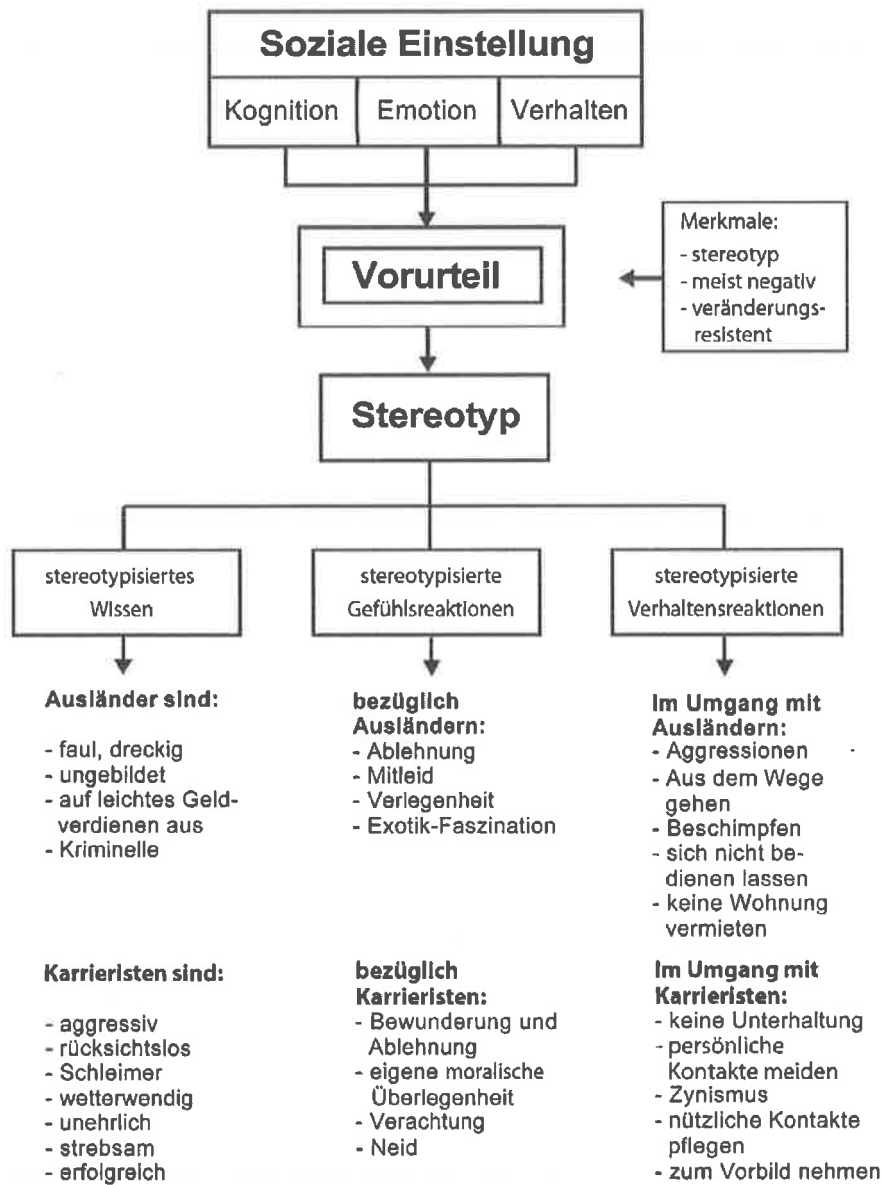 Soziale Einstellung
Kognition
Emotion
Verhalten
Vorurteil
Merkmale:
- stereotyp
- meist negativ
- veränderungs-
resistent
Stereotyp
stereotypisiertes
Wissen
stereotypisierte
Gefühlsreaktionen
stereotypisierte
Verhaltensreaktionen
Ausländer sind:
- faul, dreckig
- ungebildet
- auf leichtes Geld-
verdienen aus
- Kriminelle
bezüglich
Ausländern:
- Ablehnung
- Mitleid
- Verlegenheit
- Exotik-Faszination
Im Umgang mit
Ausländern:
- Aggressionen
- Aus dem Wege
gehen
- Beschimpfen
- sich nicht be-
dienen lassen
- keine Wohnung
vermieten
Karrieristen sind:
- aggressiv
- rücksichtslos
- Schleimer
- wetterwendig
- unehrlich
- strebsam
- erfolgreich
bezüglich
Karrieristen:
- Bewunderung und
Ablehnung
- eigene moralische
Überlegenheit
- Verachtung
- Neid
Im Umgang mit
Karrieristen:
- keine Unterhaltung
- persönliche
Kontakte meiden
- Zynismus
- nützliche Kontakte
pflegen
- zum Vorbild nehmen